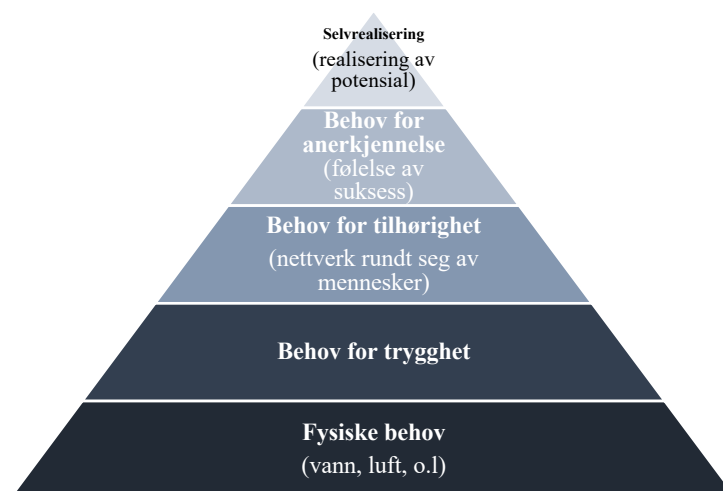 Selvrealisering
(realisering av
potensial)
Behov for
anerkjennelse
(følelse av
suksess)
Behov for tilhørighet
(nettverk rundt seg av
mennesker)
Behov for trygghet
Fysiske behov
(vann, luft, o.l)